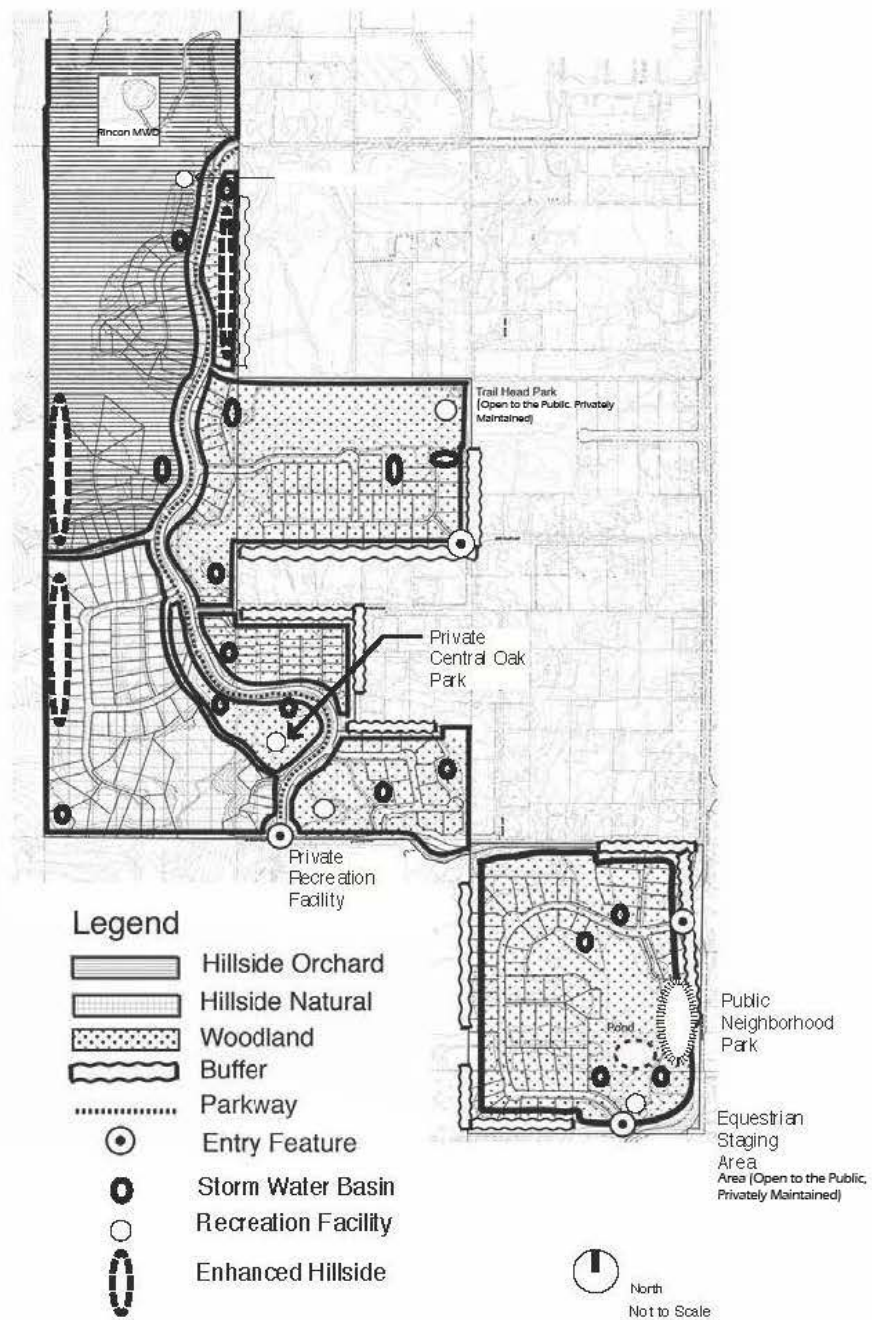 Rincon MWD
Trail Head Park
(Open to the Public. Privately
Maintained)
Private
Central Oak
Park
Private
Recreation
Facility
Pond
Public
Neighborhood
Park
Equestrian
Staging
Area
Area (Open to the Public,
Privately Maintained)
Legend
Hillside Orchard
Hillside Natural
Woodland
Buffer
Parkway
Entry Feature
Storm Water Basin
Recreation Facility
Enhanced Hillside
North
Not to Scale